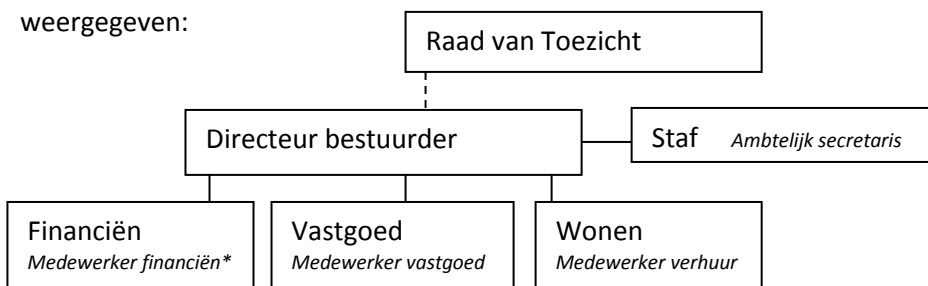 weergegeven:
Raad van Toezicht
Directeur bestuurder
Staf Ambtelijk secretaris
Financiën
Medewerker financiën*
Vastgoed
Medewerker vastgoed
Wonen
Medewerker verhuur